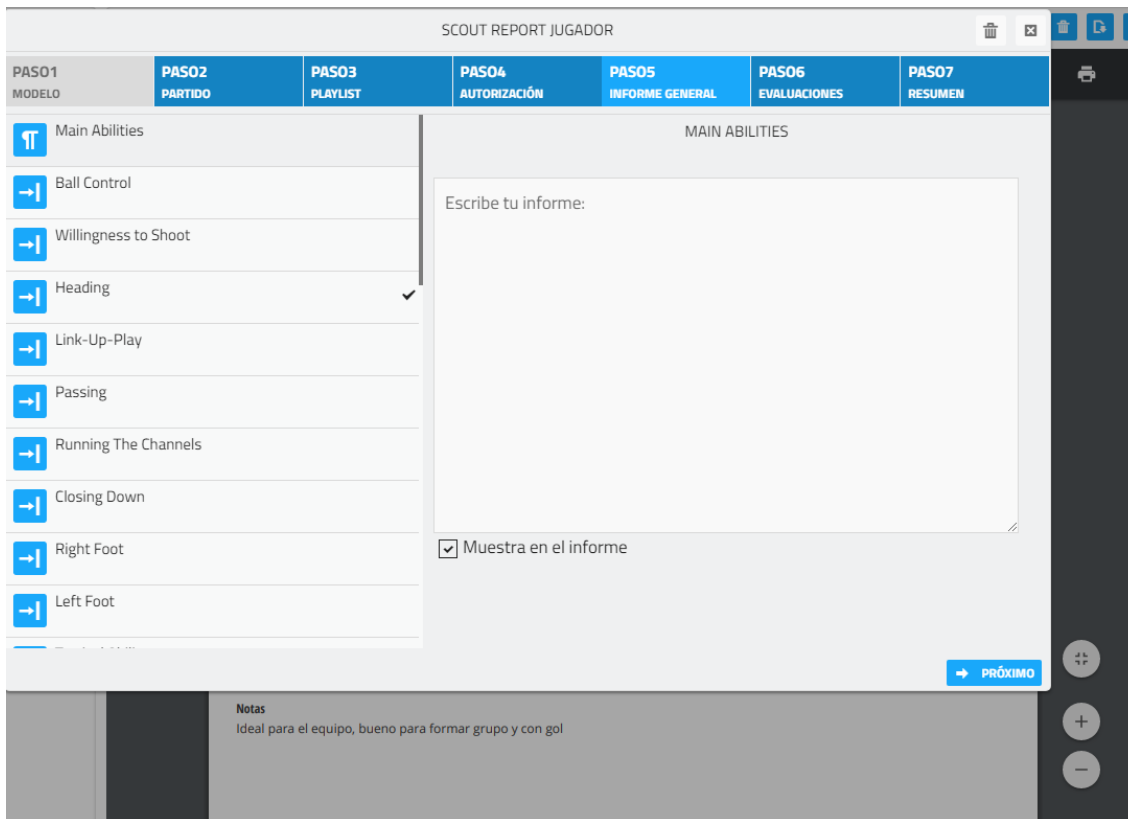 SCOUT REPORT JUGADOR
PASO1
MODELO
PASO2
PARTIDO
PASO3
PLAYLIST
PASO4
AUTORIZACIÓN
PASO5
INFORME GENERAL
PASO6
EVALUACIONES
PASO7
RESUMEN
Main Abilities
Ball Control
Willingness to Shoot
Heading
Link-Up-Play
Passing
Running The Channels
Closing Down
Right Foot
Left Foot
MAIN ABILITIES
Escribe tu informe:
Muestra en el informe
PRÓXIMO
Notas
Ideal para el equipo, bueno para formar grupo y con gol